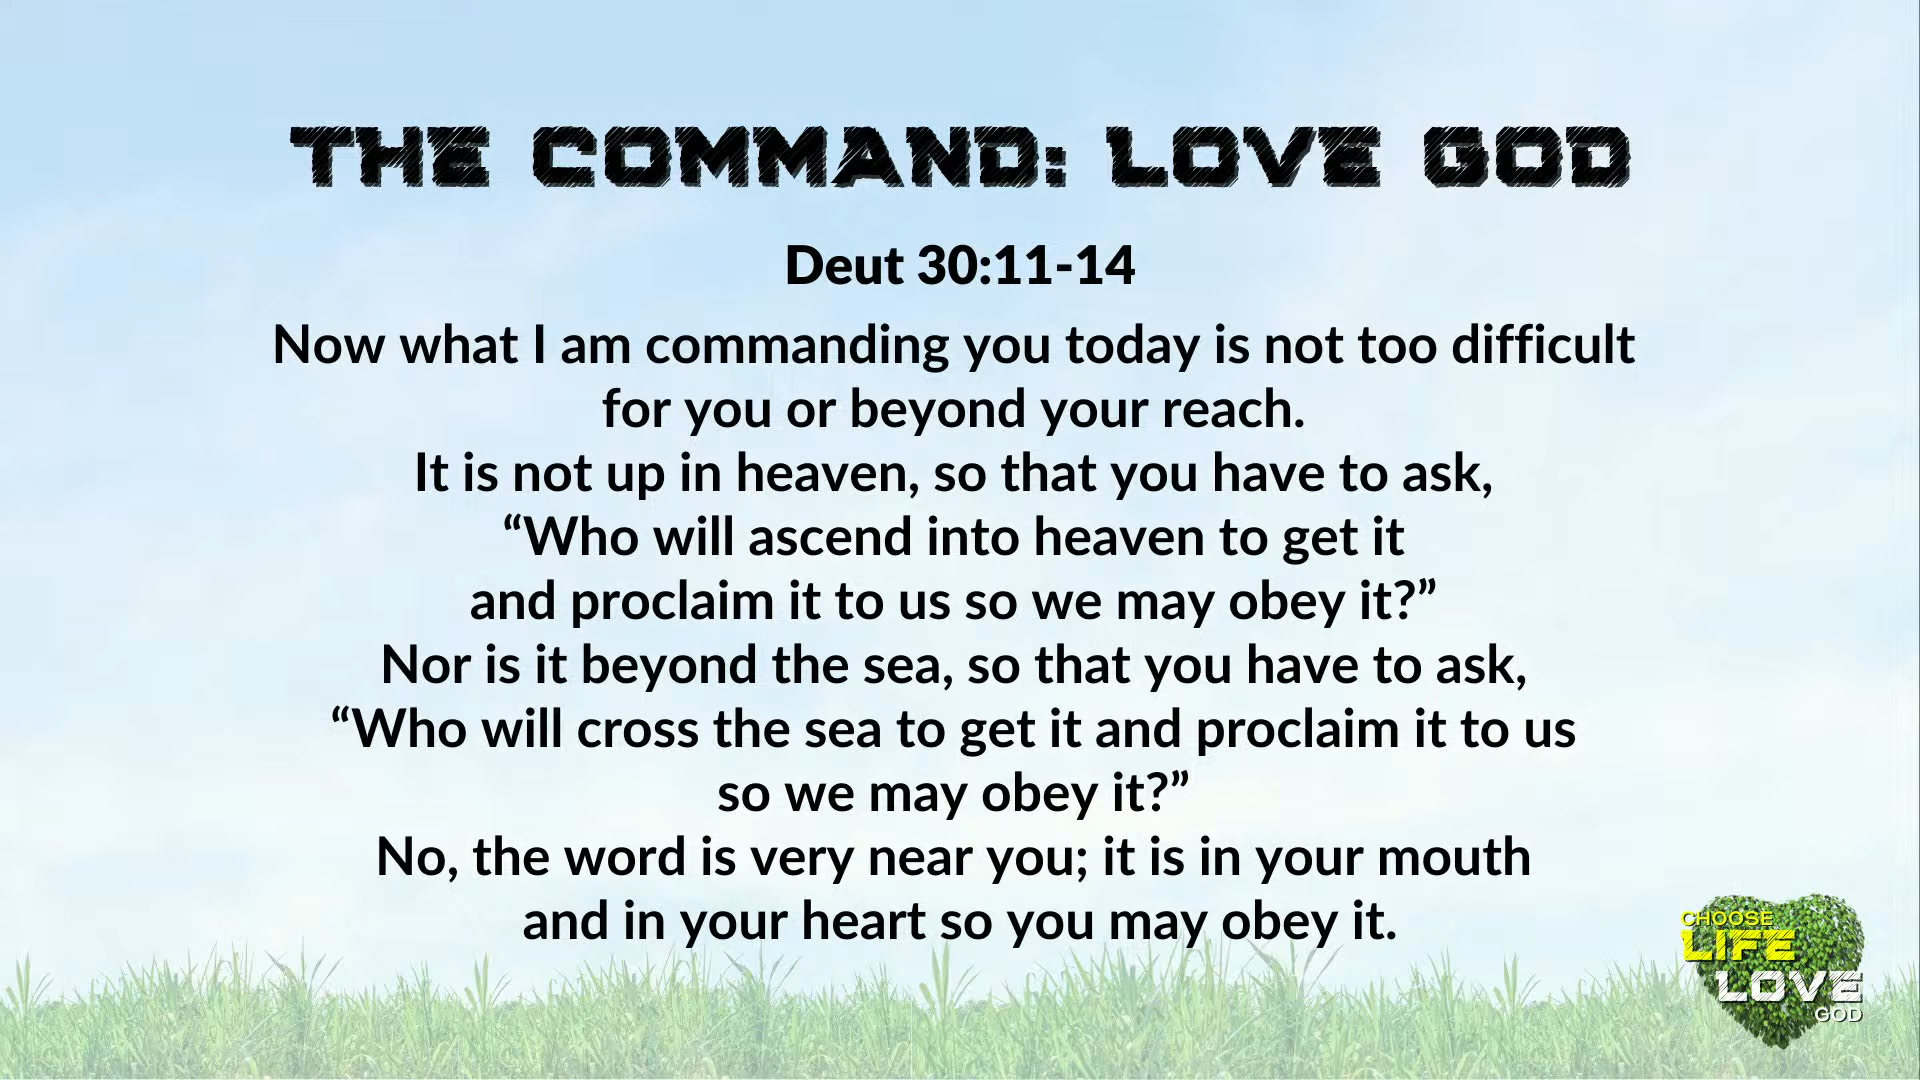 THE COMMAND: LOVE GOD
Deut 30:11-14
Now what I am commanding you today is not too difficult
for you or beyond your reach.
It is not up in heaven, so that you have to ask,
“Who will ascend into heaven to get it
and proclaim it to us so we may obey it?”
Nor is it beyond the sea, so that you have to ask,
“Who will cross the sea to get it and proclaim it to us
so we may obey it?”
No, the word is very near you; it is in your mouth
and in your heart so you may obey it.
CHOOSE
LIFE
LOVE
GOD